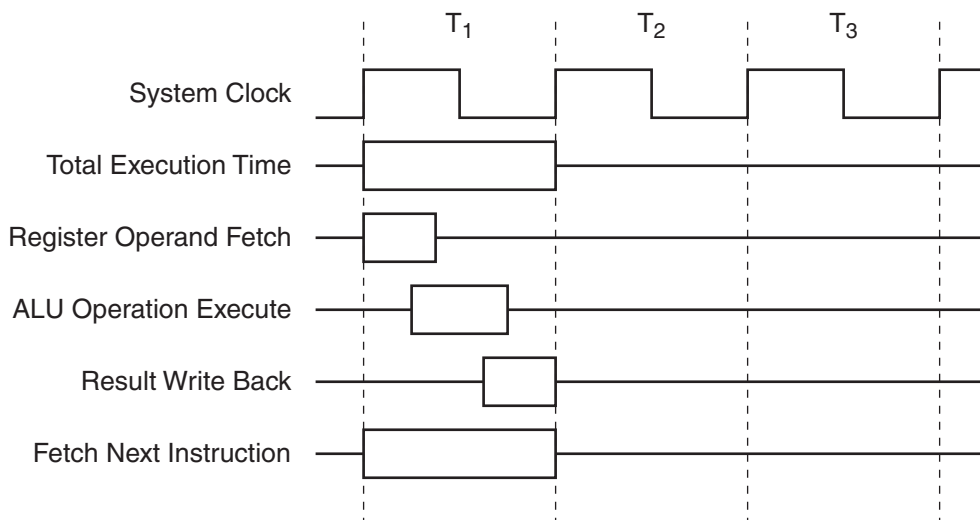 T1 T2 T3
System Clock
Total Execution Time
Register Operand Fetch
ALU Operation Execute
Result Write Back
Fetch Next Instruction